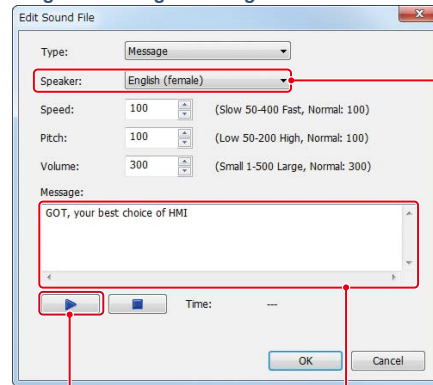 Edit Sound File
Type: Message
Speaker: English (female)
Speed: 100 (Slow 50-400 Fast, Normal: 100)
Pitch: 100 (Low 50-200 High, Normal: 100)
Volume: 300 (Small 1-500 Large, Normal: 300)
Message:
GOT, your best choice of HMI
Time: ---
OK Cancel